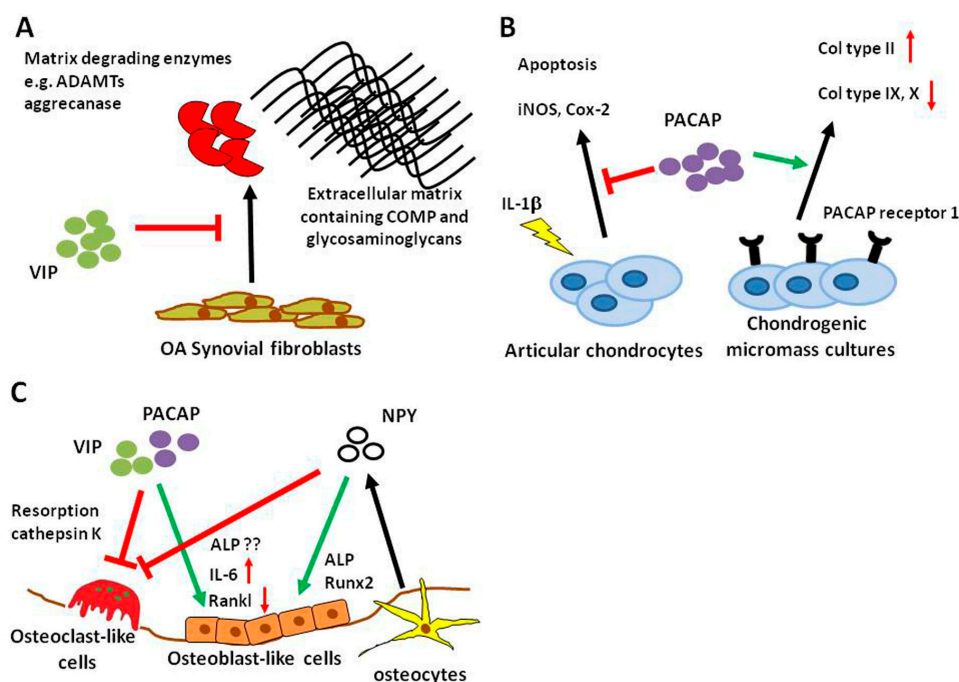 A
Matrix degrading enzymes
e.g. ADAMTs
aggrecanase
Extracellular matrix
containing COMP and
glycosaminoglycans
VIP
OA Synovial fibroblasts
B
Apoptosis
iNOS, Cox-2
Col type II
Col type IX, X
PACAP
IL-1β
PACAP receptor 1
Articular chondrocytes
Chondrogenic
micromass cultures
C
PACAP
VIP
NPY
Resorption
cathepsin K
ALP ??
IL-6
Rankl
ALP
Runx2
Osteoclast-like
cells
Osteoblast-like cells
osteocytes